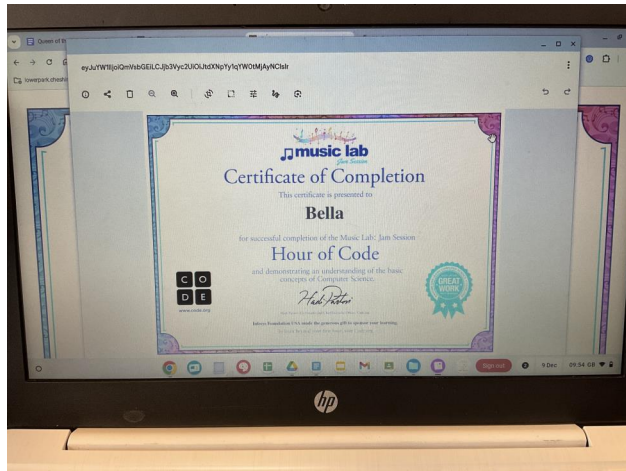 Queen of th
eyJuYW1lIjoiQmVsbGEiLCJjb3Vyc2UiOiJtdXNpYy1qYW0tMjAyNCIsIr
music lab
Jam Session
Certificate of Completion
This certificate is presented to
Bella
for successful completion of the Music Lab: Jam Session
Hour of Code
and demonstrating an understanding of the basic
concepts of Computer Science.
C O
D E
www.code.org
GREAT
WORK
Sign out
9 Dec
09:54 GB
hp